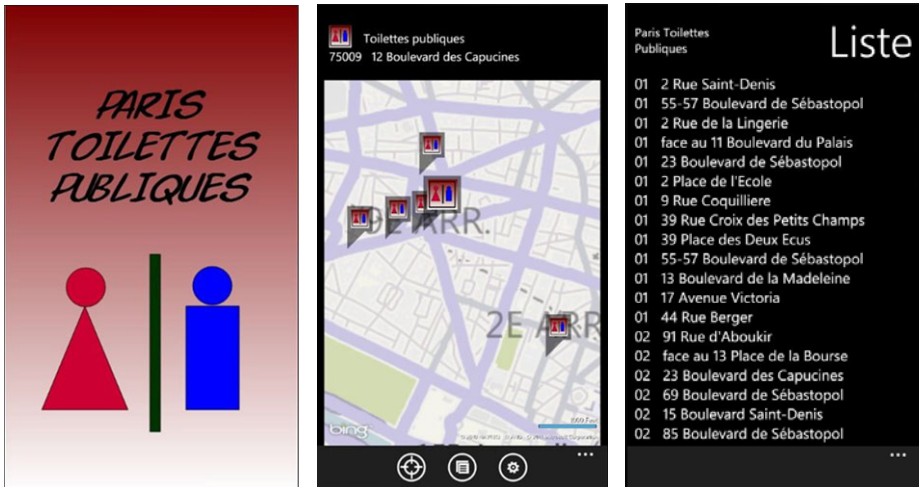 PARIS
TOILETTES
PUBLIQUES
Toilettes publiques
75009 12 Boulevard des Capucines
ARR.
2E ARR
bing
Paris Toilettes
Publiques
Liste
01 2 Rue Saint-Denis
01 55-57 Boulevard de Sébastopol
01 2 Rue de la Lingerie
01 face au 11 Boulevard du Palais
01 23 Boulevard de Sébastopol
01 2 Place de l'Ecole
01 9 Rue Coquilliere
01 39 Rue Croix des Petits Champs
01 39 Place des Deux Ecus
01 55-57 Boulevard de Sébastopol
01 13 Boulevard de la Madeleine
01 17 Avenue Victoria
01 44 Rue Berger
02 91 Rue d'Aboukir
02 face au 13 Place de la Bourse
02 23 Boulevard des Capucines
02 69 Boulevard de Sébastopol
02 15 Boulevard Saint-Denis
02 85 Boulevard de Sébastopol